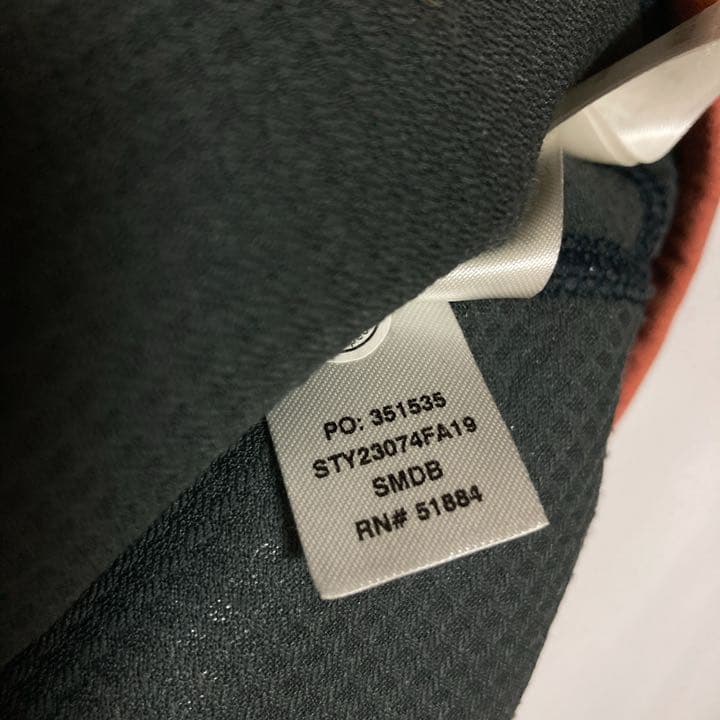 PO: 351535
STY23074FA19
SMDB
RN# 51884